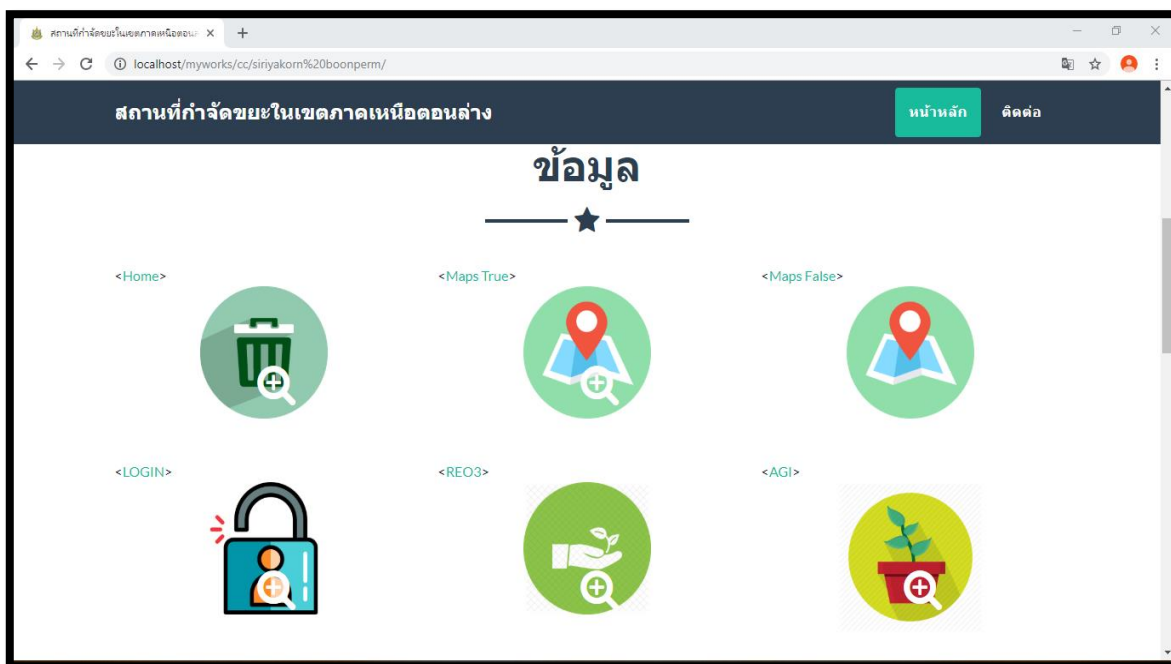 สถานที่กำจัดขยะในเขตภาคเหนือตอนล
localhost/myworks/cc/siriyakorn%20boonperm/
สถานที่กำจัดขยะในเขตภาคเหนือตอนล่าง หน้าหลัก ติดต่อ
ข้อมูล
<Home> <Maps True> <Maps False>
<LOGIN> <REO3> <AGI>